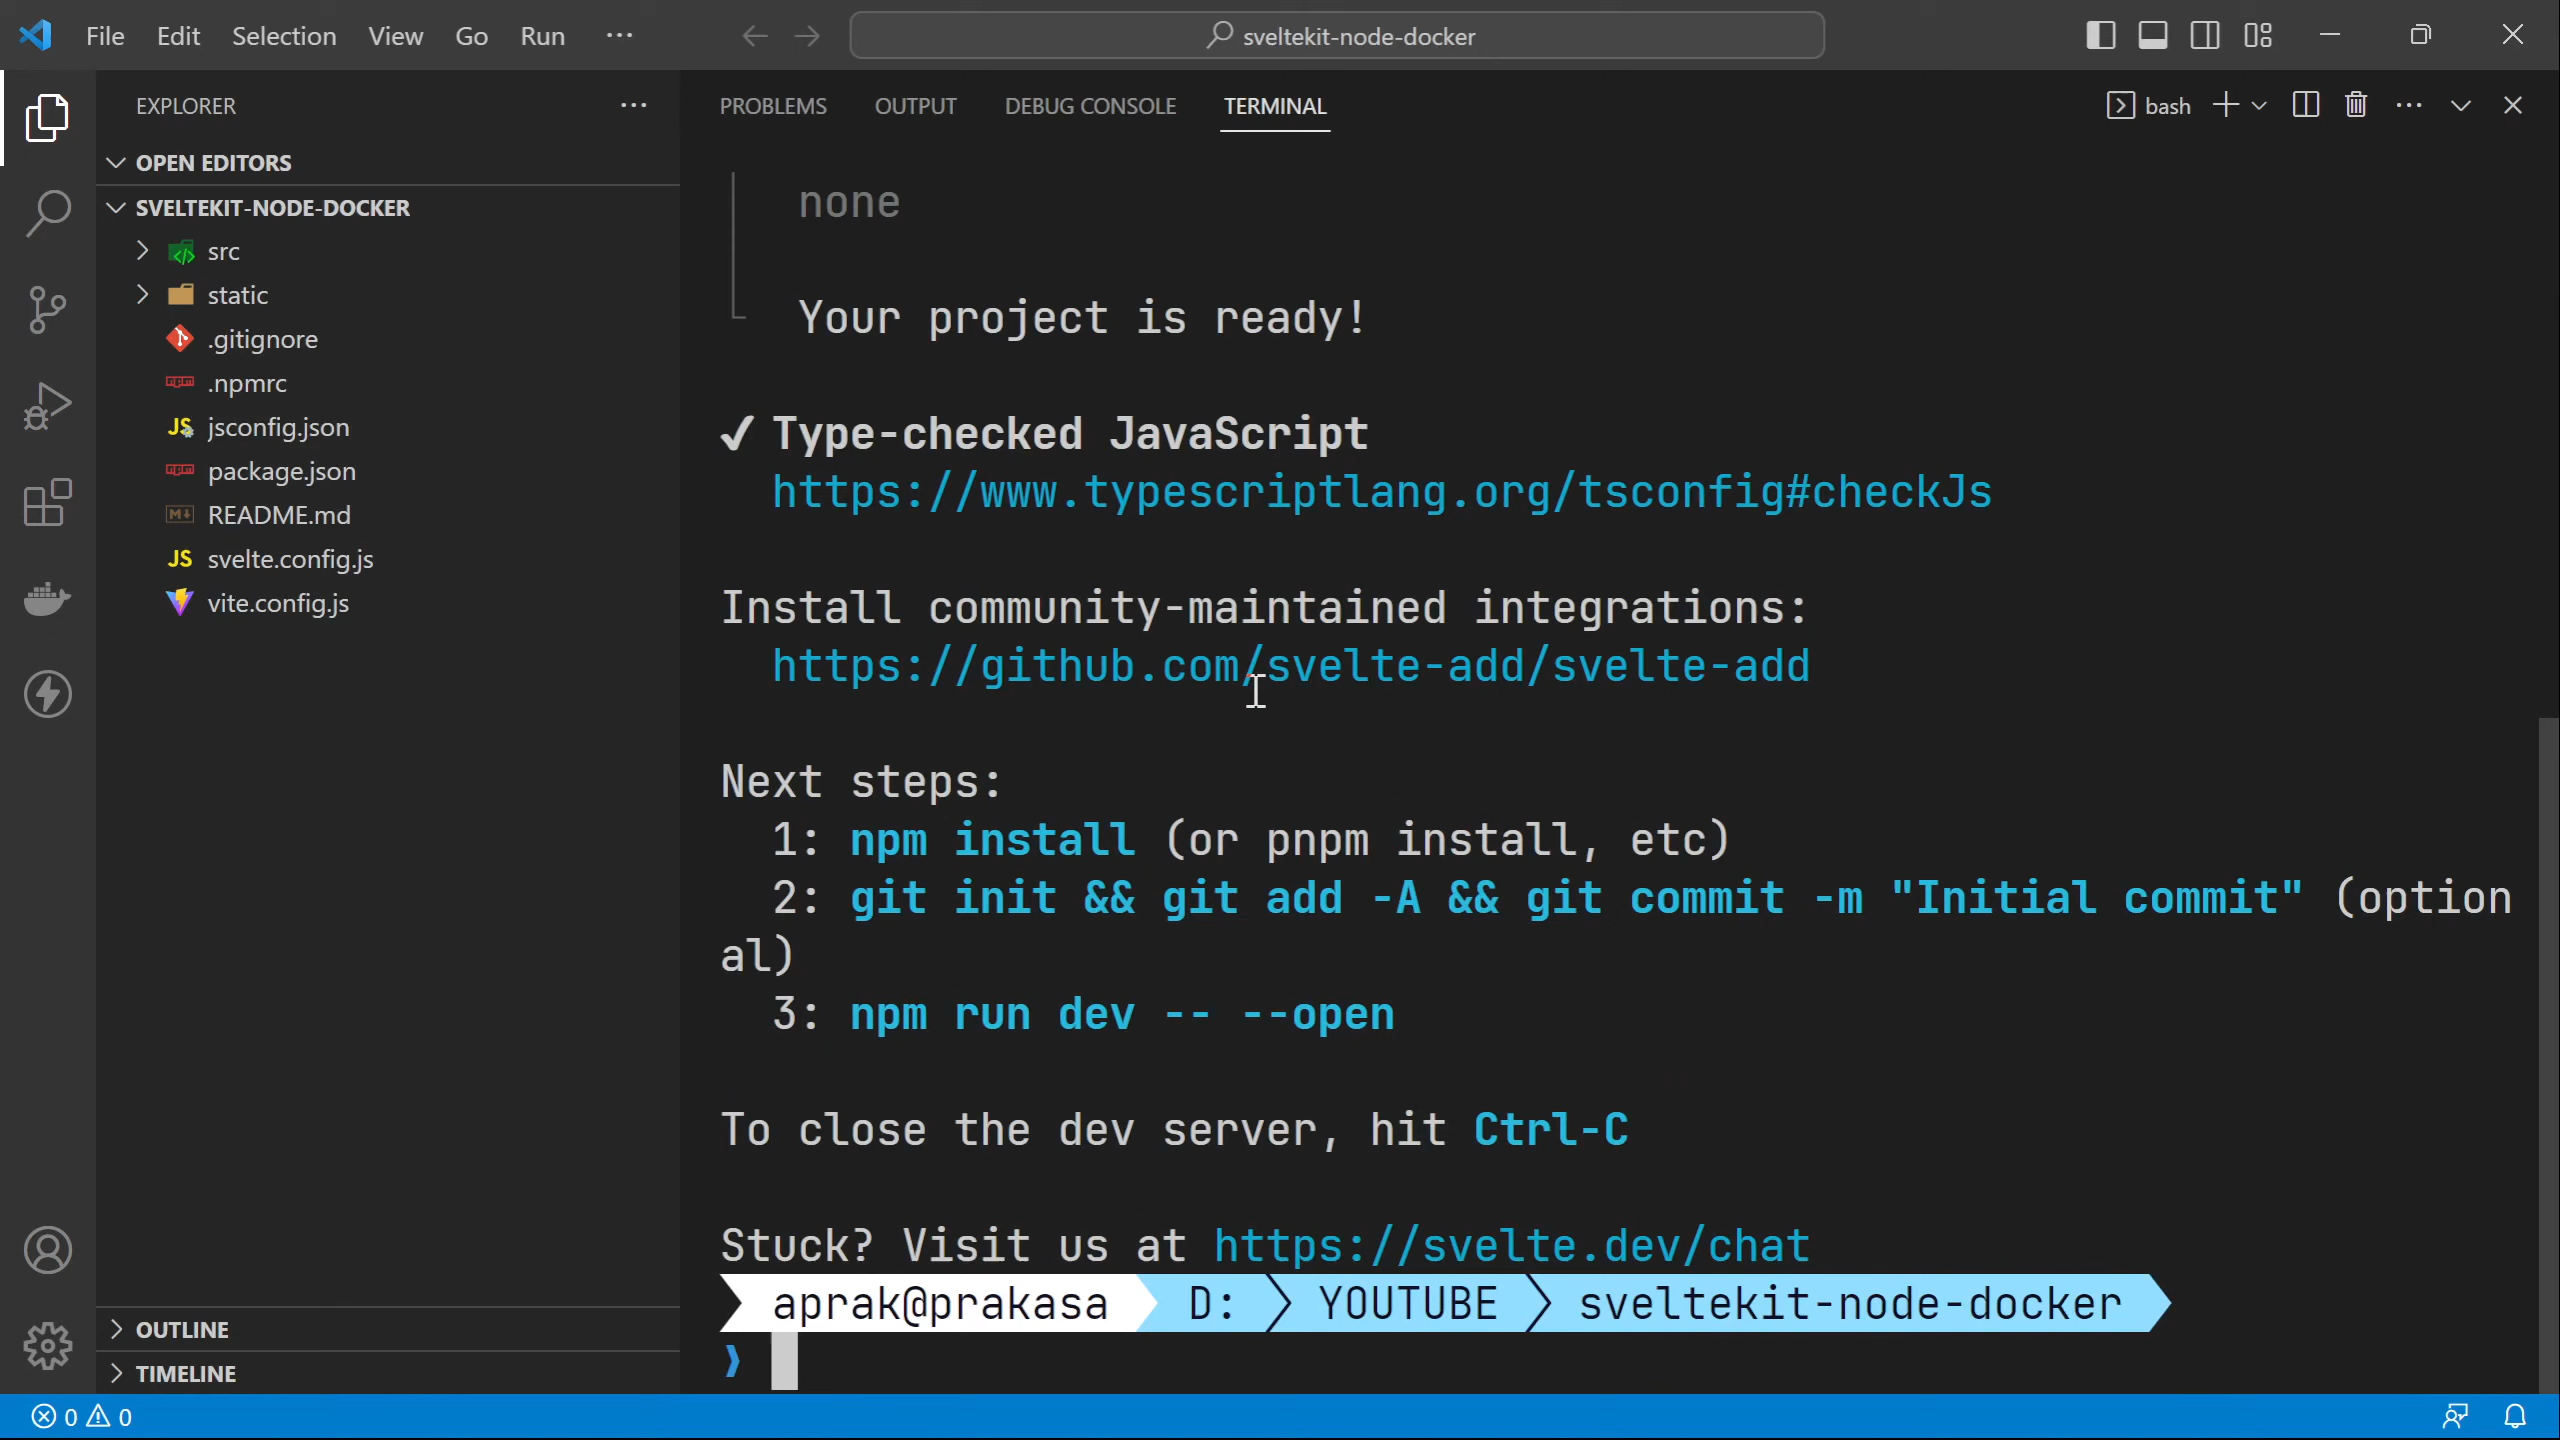 File Edit Selection View Go Run ··· sveltekit-node-docker
EXPLORER ···
OPEN EDITORS
SVELTEKIT-NODE-DOCKER
src
static
.gitignore
.npmrc
JS jsconfig.json
package.json
README.md
JS svelte.config.js
vite.config.js
OUTLINE
TIMELINE
PROBLEMS OUTPUT DEBUG CONSOLE TERMINAL bash
none
Your project is ready!
✔ Type-checked JavaScript
https://www.typescriptlang.org/tsconfig#checkJs
Install community-maintained integrations:
https://github.com/svelte-add/svelte-add
Next steps:
1: npm install (or pnpm install, etc)
2: git init && git add -A && git commit -m "Initial commit" (option
al)
3: npm run dev -- --open
To close the dev server, hit Ctrl-C
Stuck? Visit us at https://svelte.dev/chat
aprak@prakasa D: YOUTUBE sveltekit-node-docker
❯
0 0